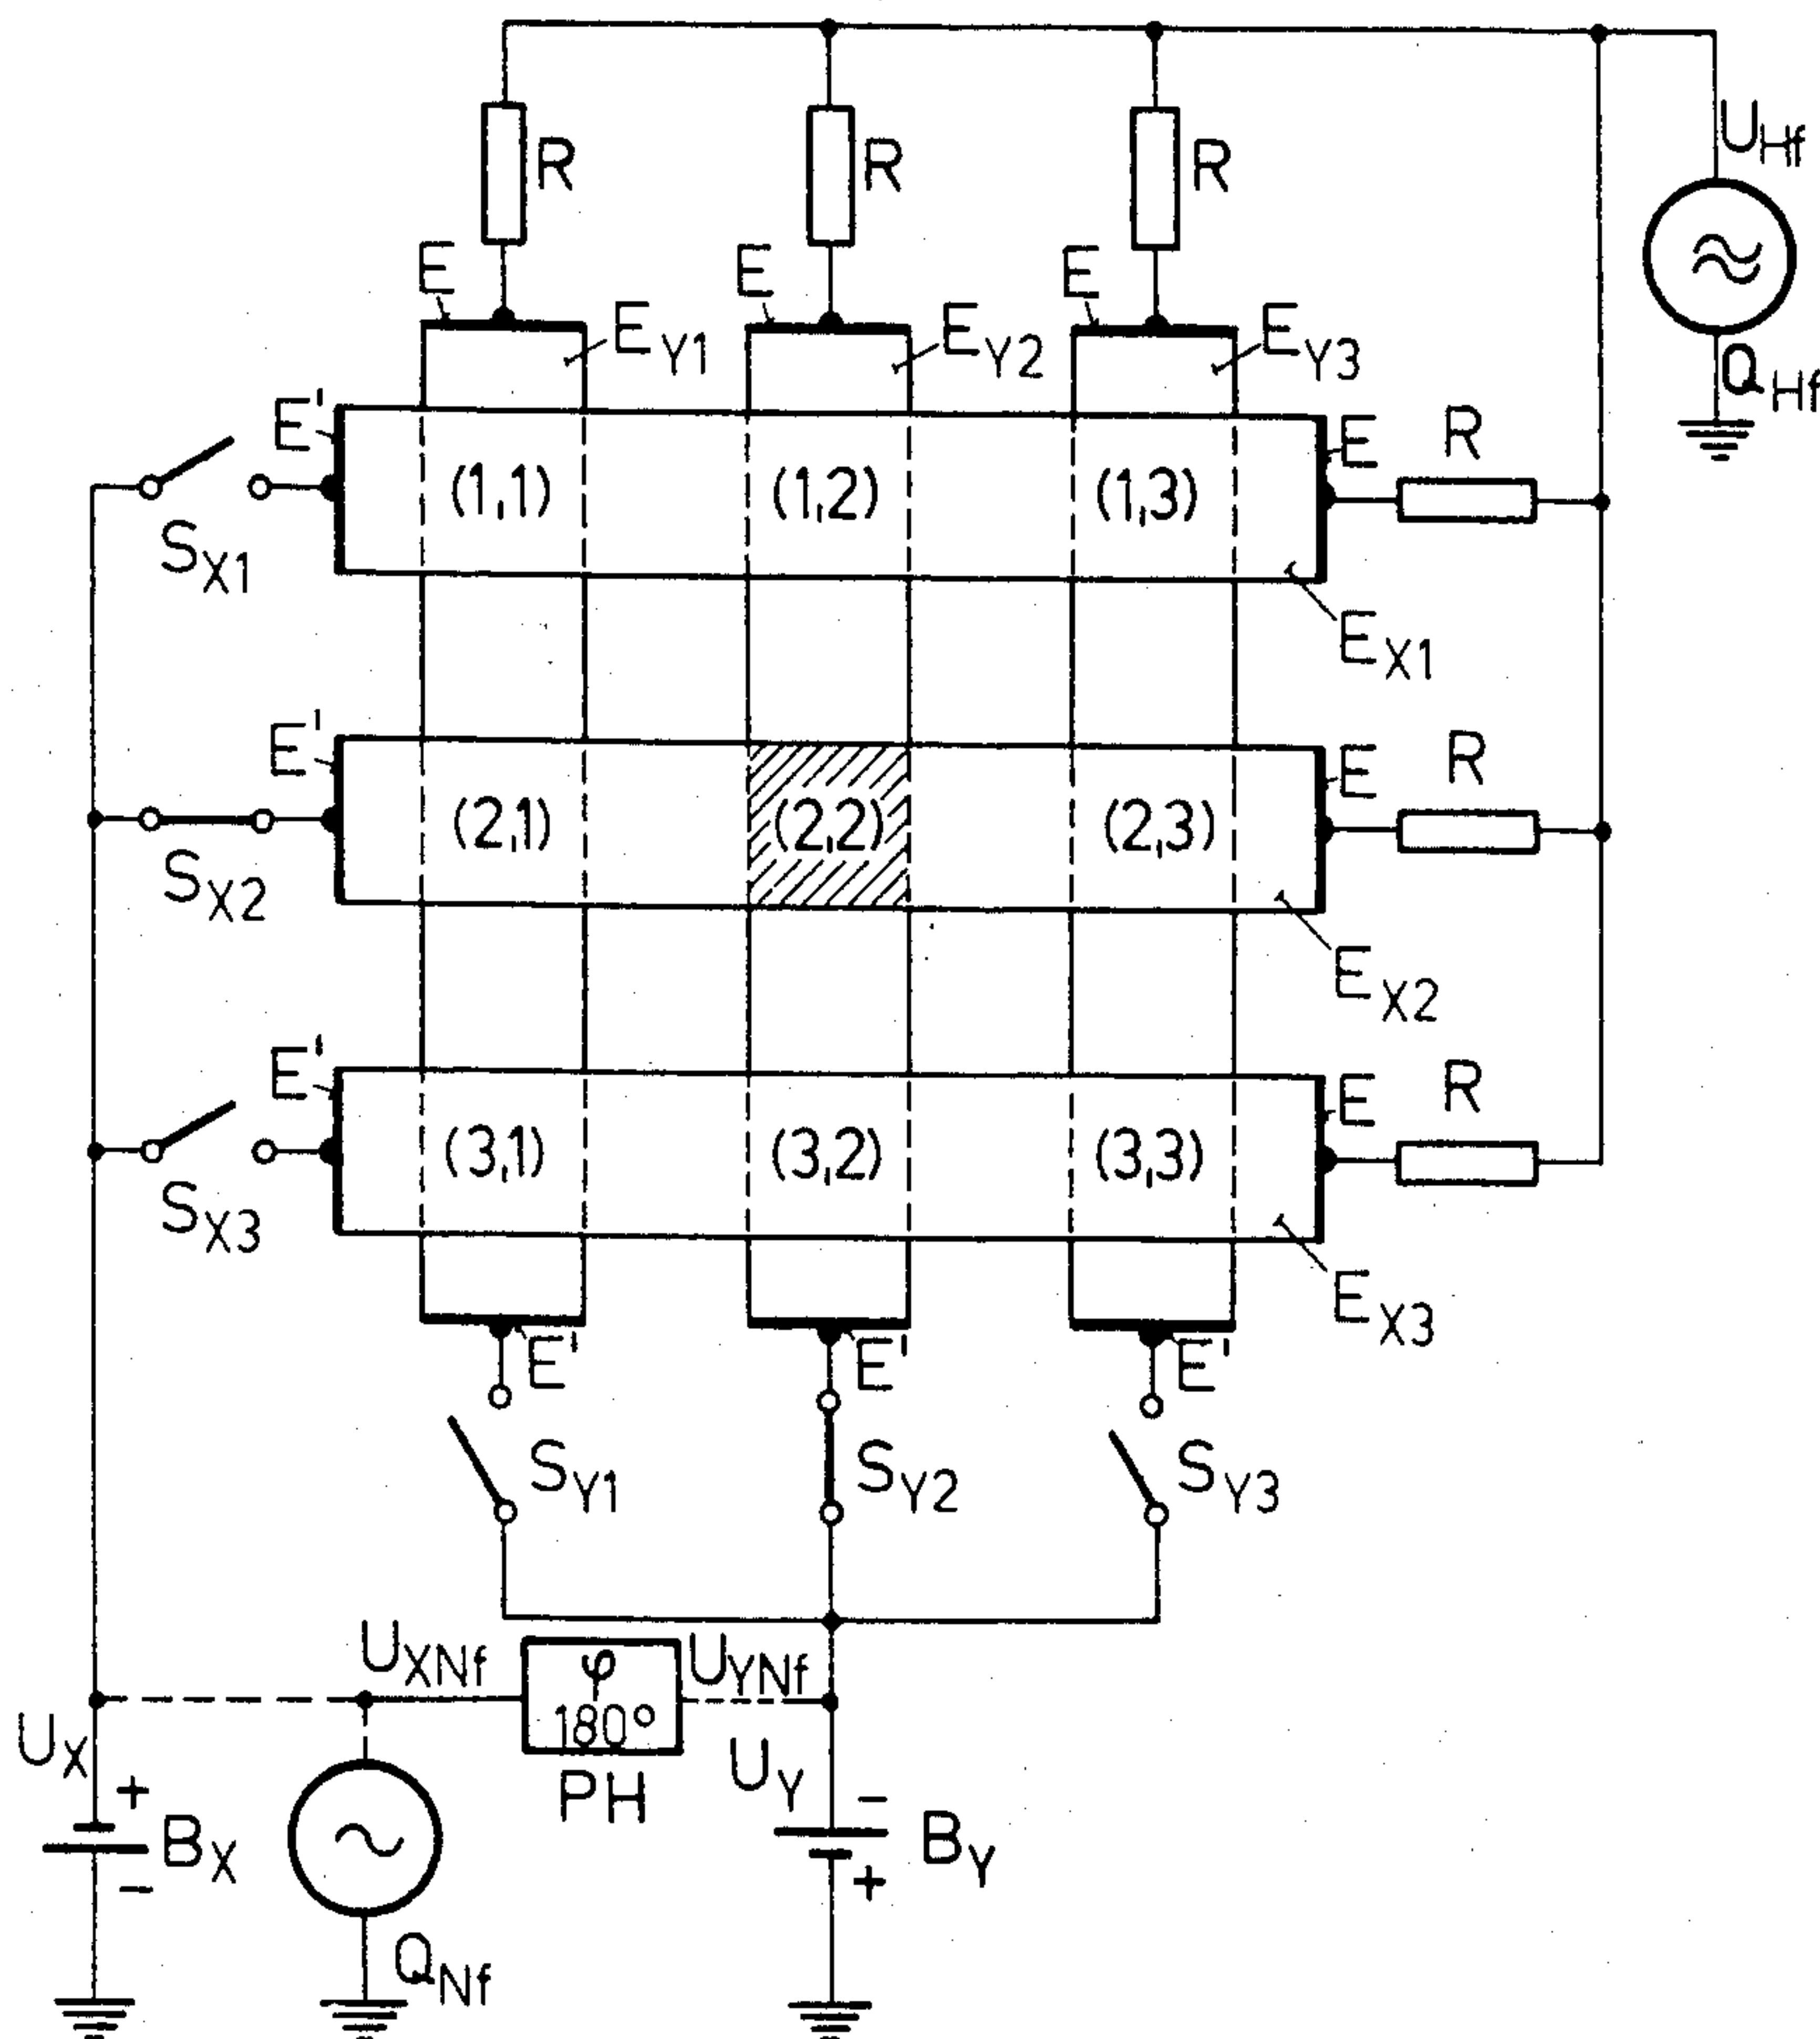 R R R U_Hf
E E_Y1 E E_Y2 E E_Y3 Q_Hf
E' (1,1) (1,2) (1,3) E R
S_X1 E_X1
E' (2,1) (2,2) (2,3) E R
S_X2 E_X2
E' (3,1) (3,2) (3,3) E R
S_X3 E_X3
E' E' E'
S_Y1 S_Y2 S_Y3
U_XNf φ U_YNf
180°
U_X PH U_Y
+ −
B_X B_Y
− +
Q_Nf